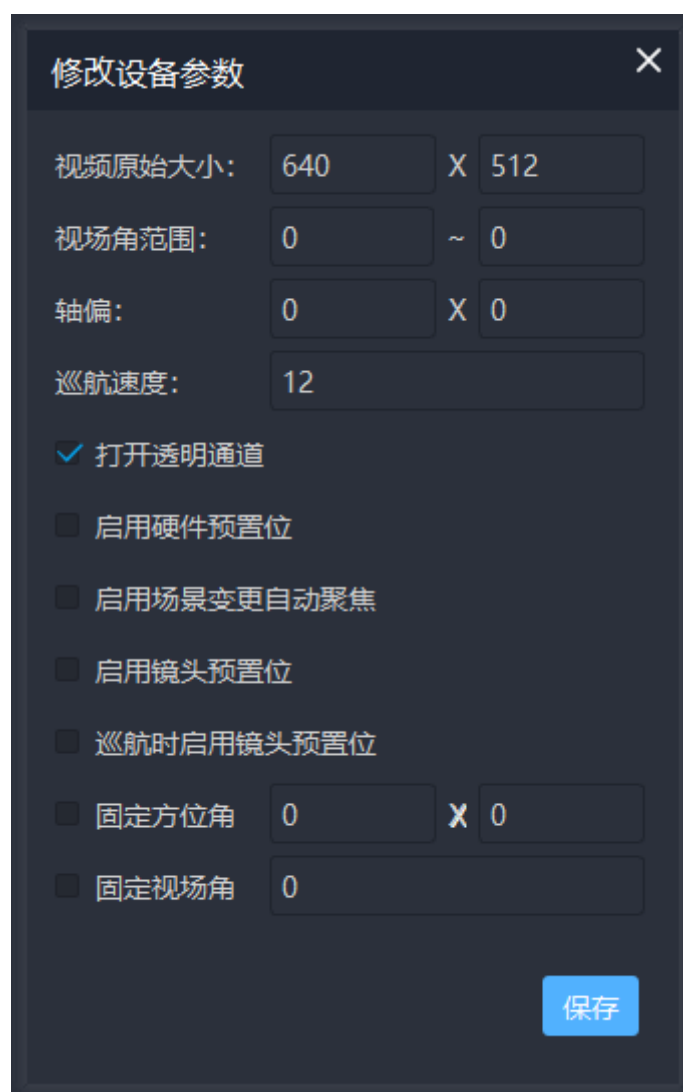 修改设备参数
视频原始大小: 640 X 512
视场角范围: 0 ~ 0
轴偏: 0 X 0
巡航速度: 12
打开透明通道
启用硬件预置位
启用场景变更自动聚焦
启用镜头预置位
巡航时启用镜头预置位
固定方位角 0 X 0
固定视场角 0
保存